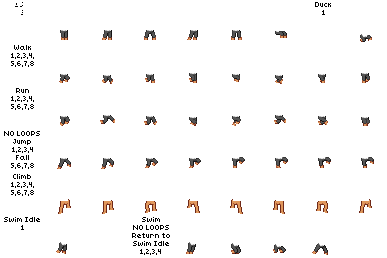 Duck
1
Walk
1,2,3,4,
5,6,7,8
Run
1,2,3,4,
5,6,7,8
NO LOOPS
Jump
1,2,3,4
Fall
5,6,7,8
Climb
1,2,3,4,
5,6,7,8
Swim Idle
1
Swim
NO LOOPS
Return to
Swim Idle
1,2,3,4